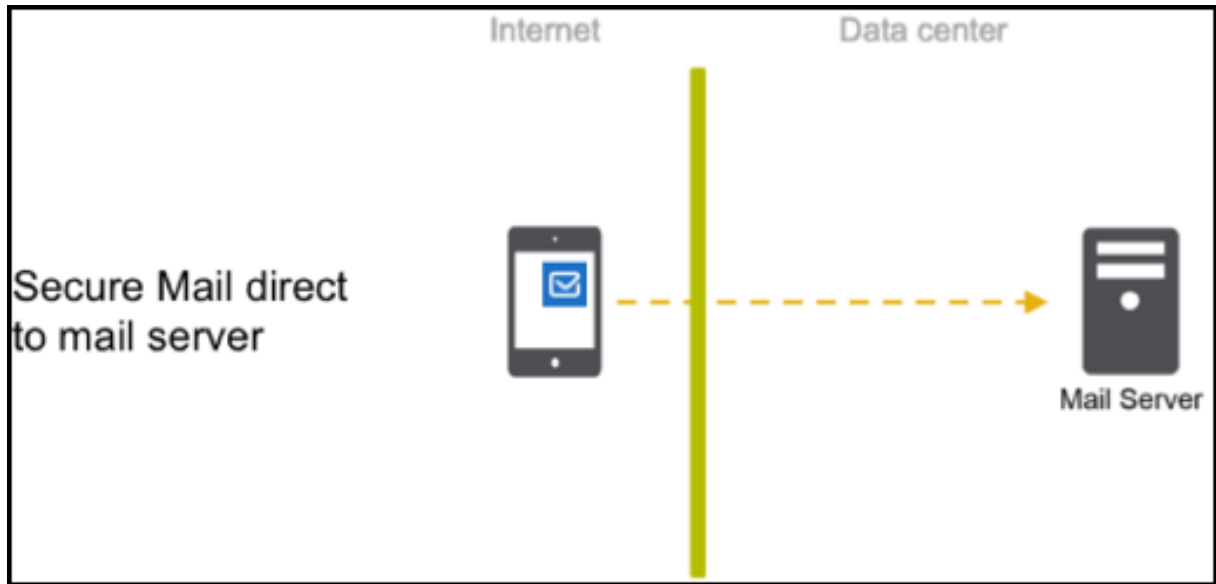 Internet
Data center
Secure Mail direct
to mail server
Mail Server